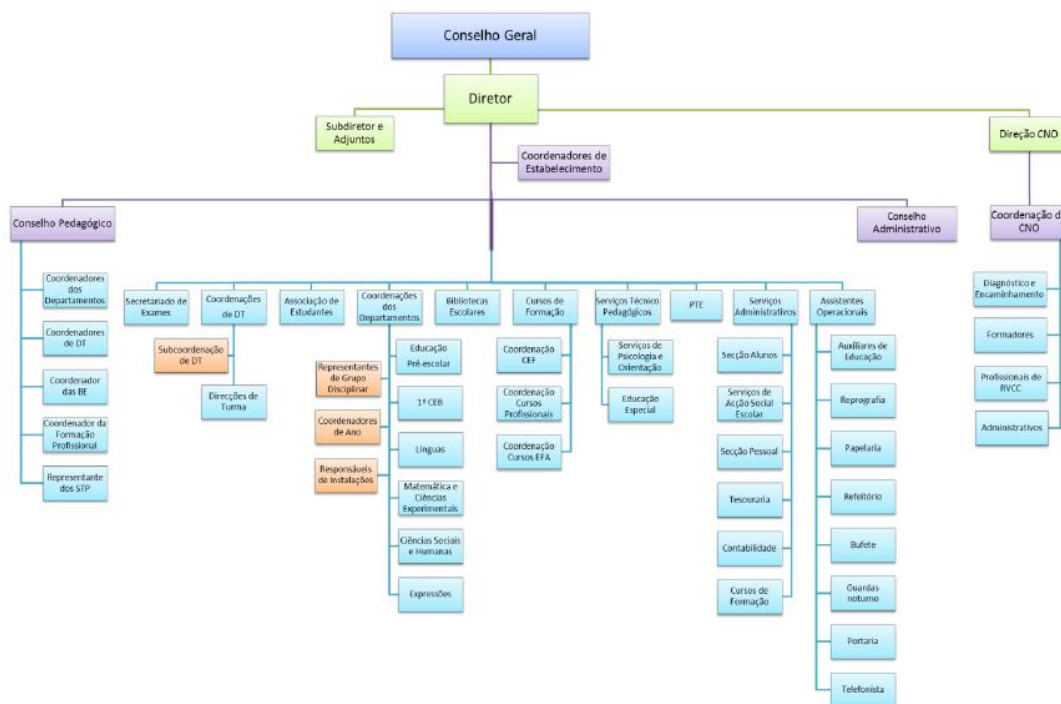 Conselho Geral
Diretor
Subdiretor e
Adjuntos
Direção CNO
Coordenadores de
Estabelecimento
Conselho Pedagógico
Conselho
Administrativo
Coordenação d
CNO
Coordenadores
dos
Departamentos
Coordenadores
de DT
Coordenador
das BE
Coordenador da
Formação
Profissional
Representante
dos STP
Secretariado de
Exames
Coordenações
de DT
Associação de
Estudantes
Coordenações
dos
Departamentos
Bibliotecas
Escolares
Cursos de
Formação
Serviços Técnico
Pedagógicos
PTE
Serviços
Administrativos
Assistentes
Operacionais
Subcoordenação
de DT
Direcções de
Turma
Representantes
de Grupo
Disciplinar
Coordenadores
de Ano
Responsáveis
de Instalações
Educação
Pré-escolar
1º CEB
Línguas
Matemática e
Ciências
Experimentais
Ciências Sociais
e Humanas
Expressões
Coordenação
CEF
Coordenação
Cursos
Profissionais
Coordenação
Cursos EFA
Serviços de
Psicologia e
Orientação
Educação
Especial
Secção Alunos
Serviços de
Acção Social
Escolar
Secção Pessoal
Tesouraria
Contabilidade
Cursos de
Formação
Auxiliares de
Educação
Reprografia
Papelaria
Refeitório
Bufete
Guardas
noturno
Portaria
Telefonista
Diagnóstico e
Encaminhamento
Formadores
Profissionais de
RVCC
Administrativos